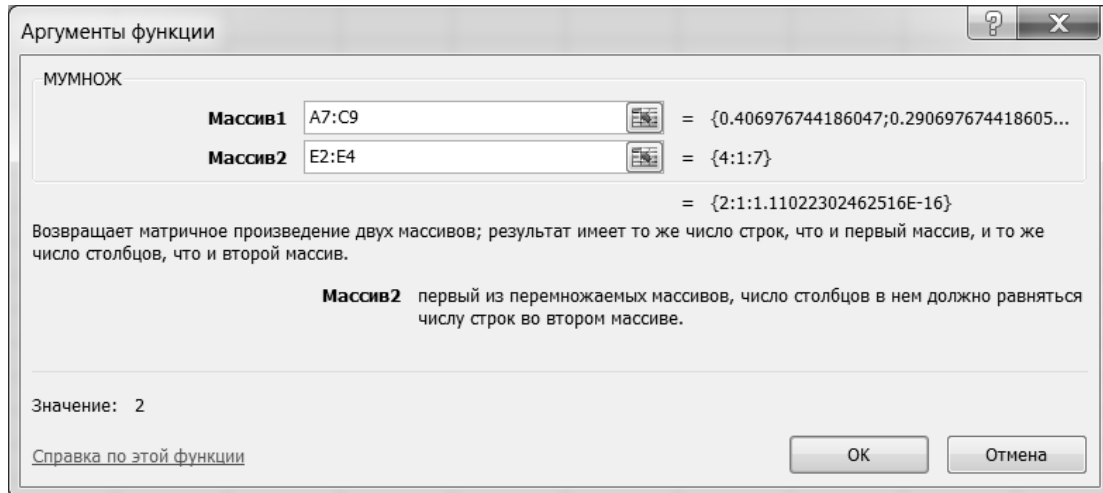 Аргументы функции
МУМНОЖ
Массив1 A7:C9 = {0.406976744186047;0.290697674418605...
Массив2 E2:E4 = {4:1:7}
= {2:1:1.11022302462516E-16}
Возвращает матричное произведение двух массивов; результат имеет то же число строк, что и первый массив, и то же
число столбцов, что и второй массив.
Массив2 первый из перемножаемых массивов, число столбцов в нем должно равняться
числу строк во втором массиве.
Значение: 2
Справка по этой функции ОК Отмена